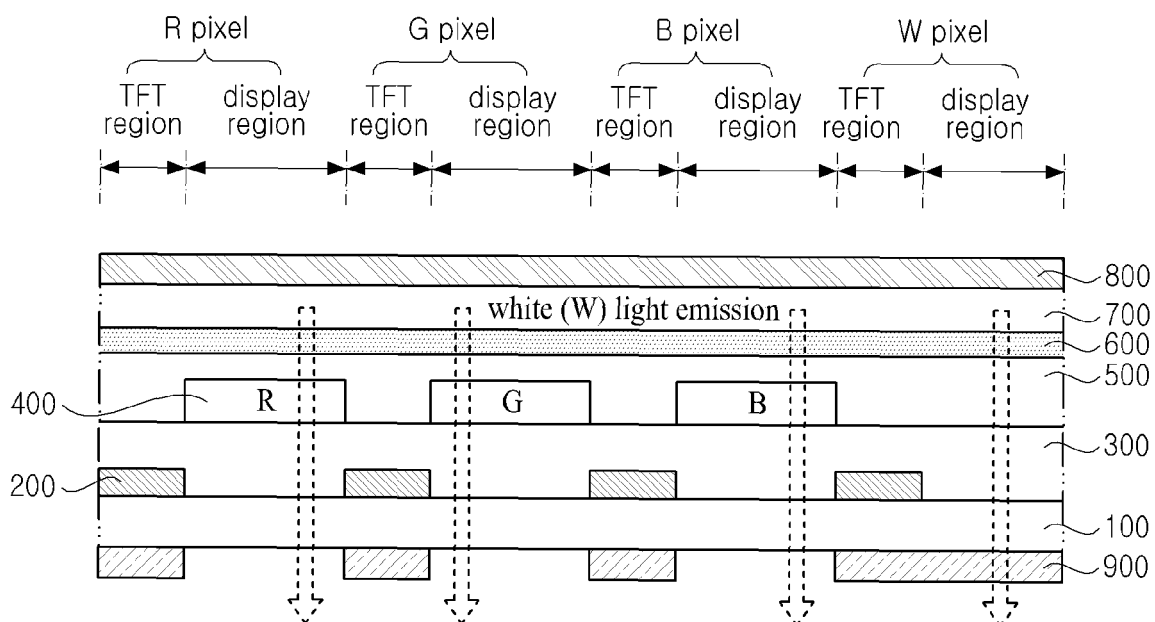 R pixel G pixel B pixel W pixel
TFT region display region TFT region display region TFT region display region TFT region display region
800
white (W) light emission
700
600
500
400 R G B
300
200
100
900